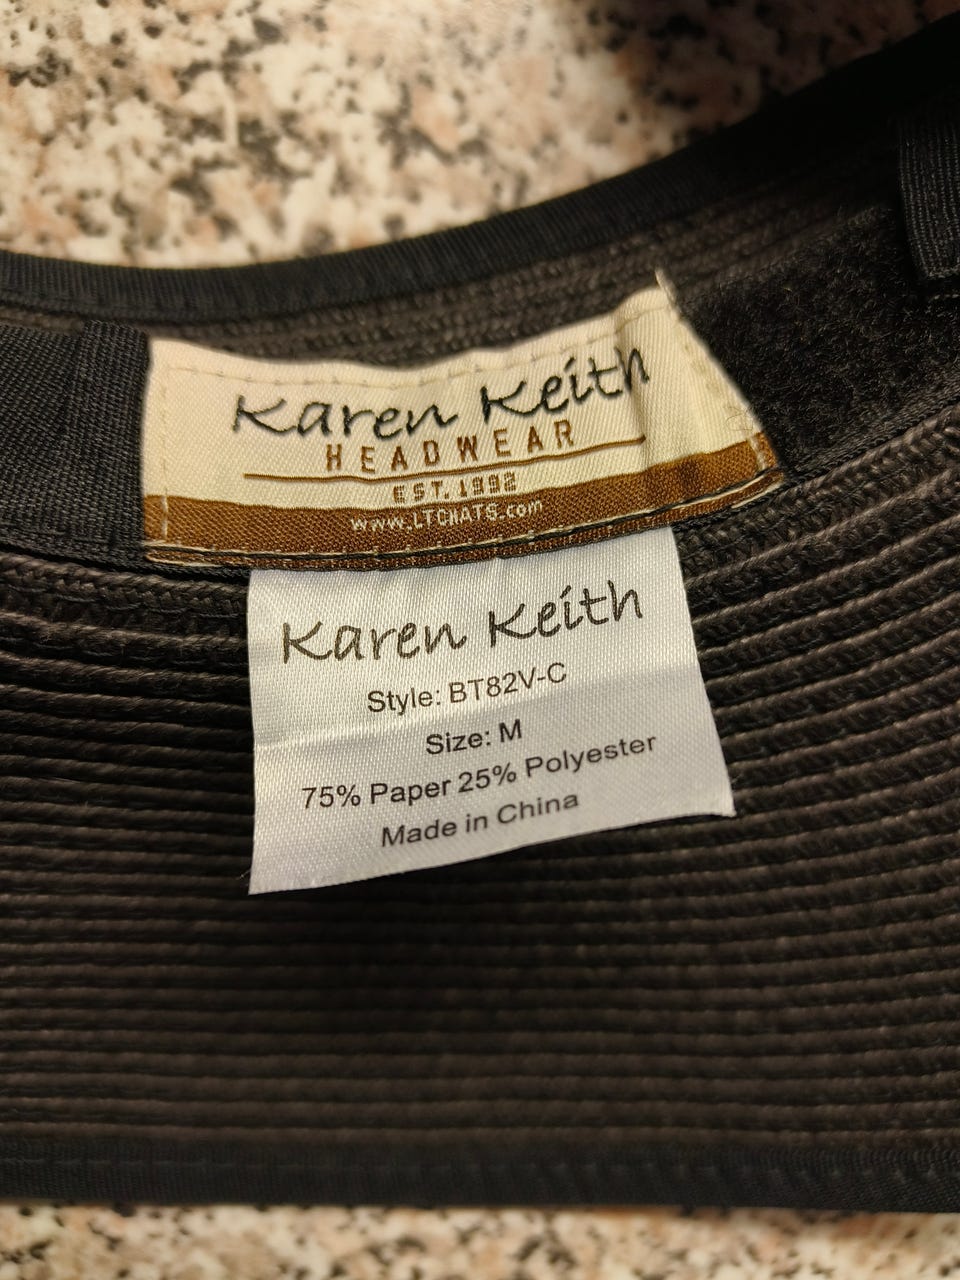 Karen Keith
HEADWEAR
EST. 1992
www.LTCHATS.com
Karen Keith
Style: BT82V-C
Size: M
75% Paper 25% Polyester
Made in China